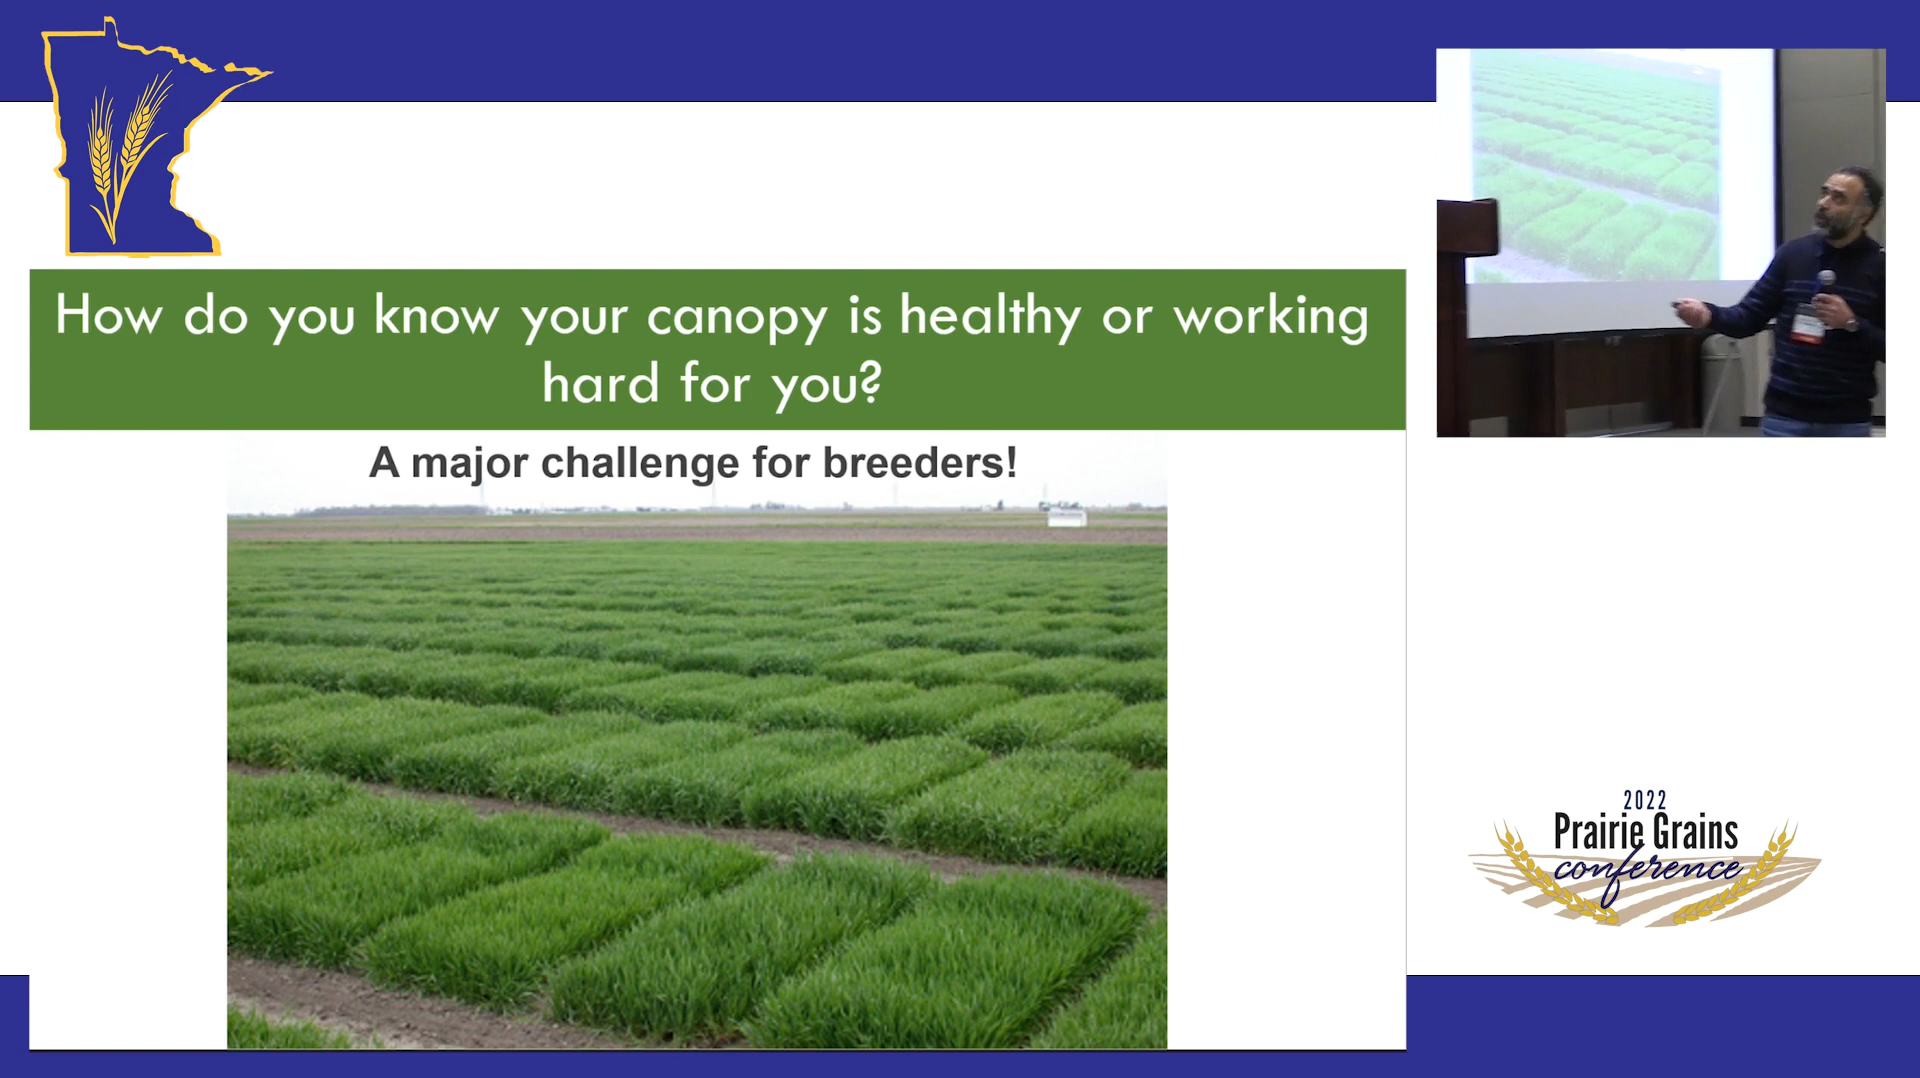 How do you know your canopy is healthy or working
hard for you?
A major challenge for breeders!
2022
Prairie Grains
conference